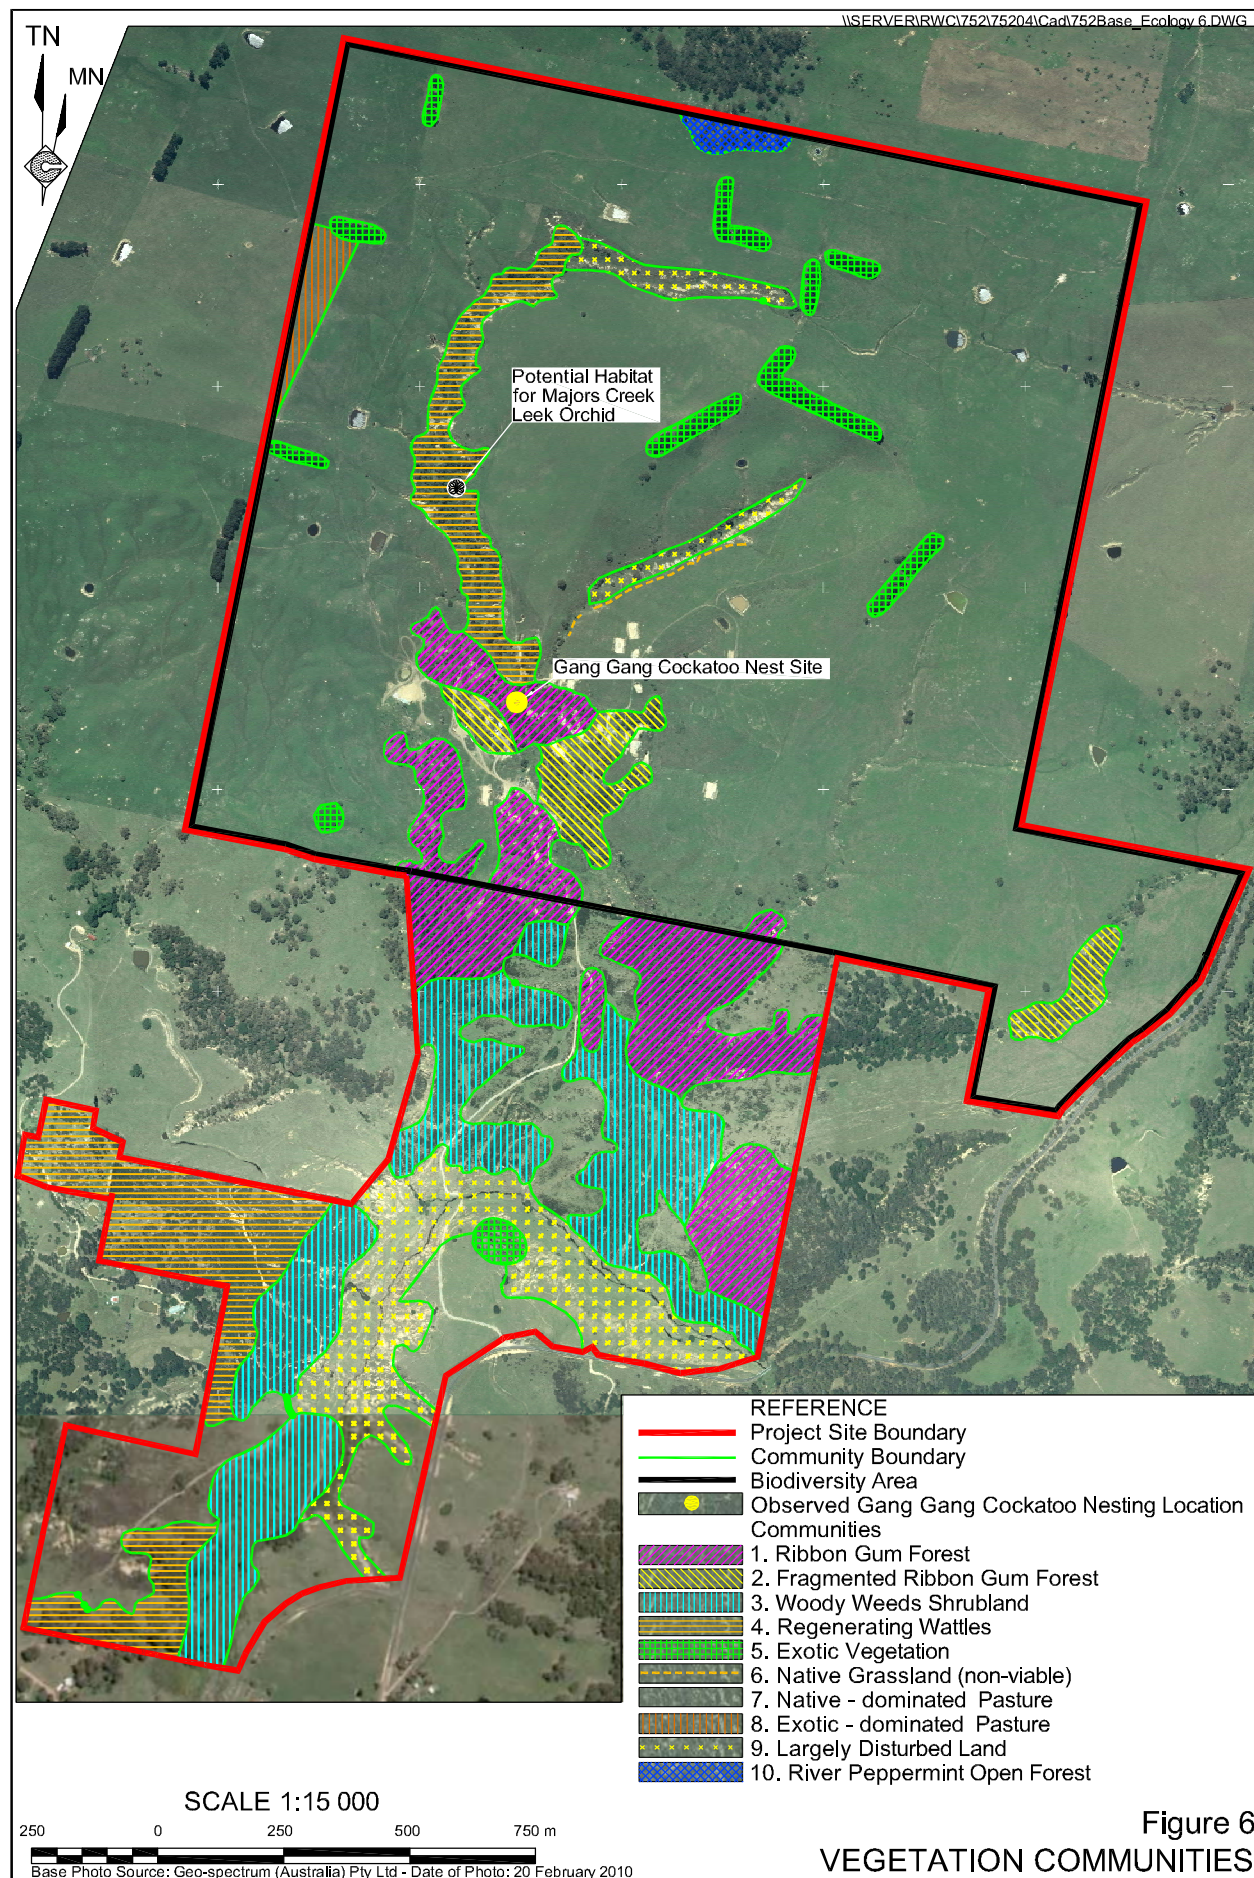 \\SERVER\RWC\752\75204\Cad\752Base_Ecology 6.DWG
TN
MN
Potential Habitat
for Majors Creek
Leek Orchid
Gang Gang Cockatoo Nest Site
REFERENCE
Project Site Boundary
Community Boundary
Biodiversity Area
Observed Gang Gang Cockatoo Nesting Location
Communities
1. Ribbon Gum Forest
2. Fragmented Ribbon Gum Forest
3. Woody Weeds Shrubland
4. Regenerating Wattles
5. Exotic Vegetation
6. Native Grassland (non-viable)
7. Native - dominated Pasture
8. Exotic - dominated Pasture
9. Largely Disturbed Land
10. River Peppermint Open Forest
SCALE 1:15 000
250 0 250 500 750 m
Base Photo Source: Geo-spectrum (Australia) Pty Ltd - Date of Photo: 20 February 2010
Figure 6
VEGETATION COMMUNITIES